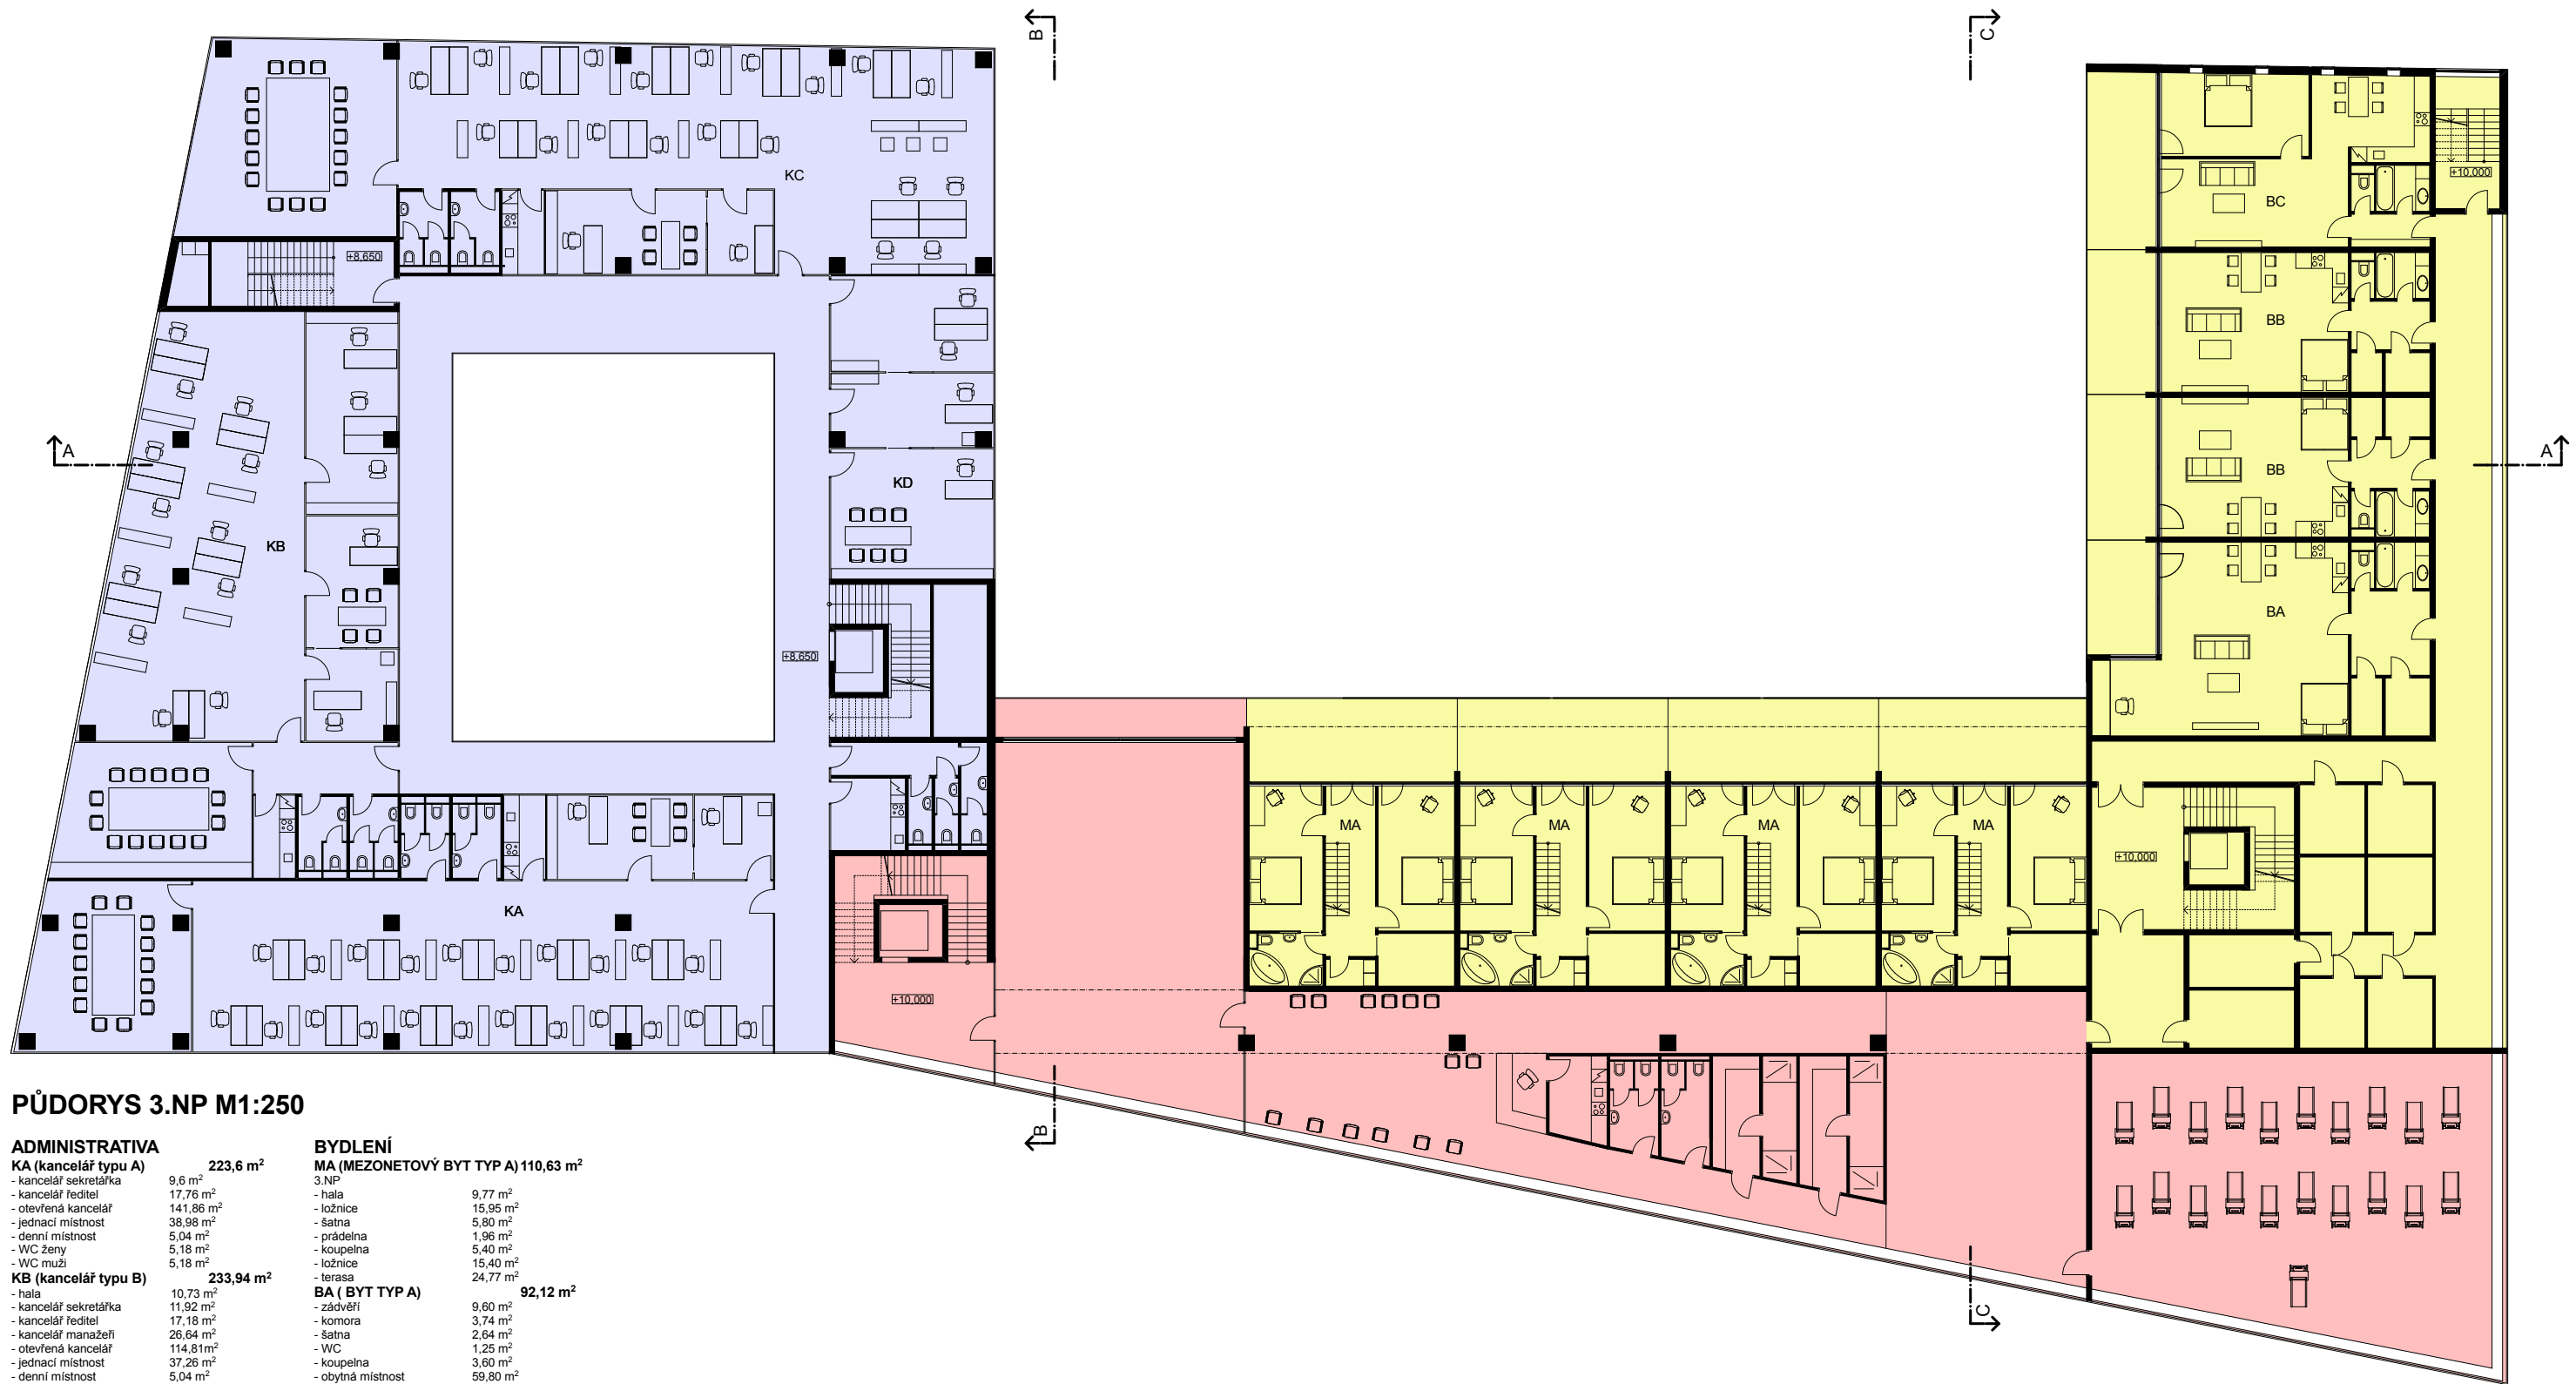 B
C
KC
+10.000
BC
+8.650
BB
A
A
BB
KD
KB
BA
+8.650
MA
MA
MA
MA
+10.000
KA
+10.000
B
C
PŮDORYS 3.NP M1:250
ADMINISTRATIVA
KA (kancelář typu A) 223,6 m²
- kancelář sekretářka 9,6 m²
- kancelář ředitel 17,76 m²
- otevřená kancelář 141,86 m²
- jednací místnost 38,98 m²
- denní místnost 5,04 m²
- WC ženy 5,18 m²
- WC muži 5,18 m²
KB (kancelář typu B) 233,94 m²
- hala 10,73 m²
- kancelář sekretářka 11,92 m²
- kancelář ředitel 17,18 m²
- kancelář manažeři 26,64 m²
- otevřená kancelář 114,81m²
- jednací místnost 37,26 m²
- denní místnost 5,04 m²
BYDLENÍ
MA (MEZONETOVÝ BYT TYP A) 110,63 m²
3.NP
- hala 9,77 m²
- ložnice 15,95 m²
- šatna 5,80 m²
- prádelna 1,96 m²
- koupelna 5,40 m²
- ložnice 15,40 m²
- terasa 24,77 m²
BA ( BYT TYP A) 92,12 m²
- zádvěří 9,60 m²
- komora 3,74 m²
- šatna 2,64 m²
- WC 1,25 m²
- koupelna 3,60 m²
- obytná místnost 59,80 m²